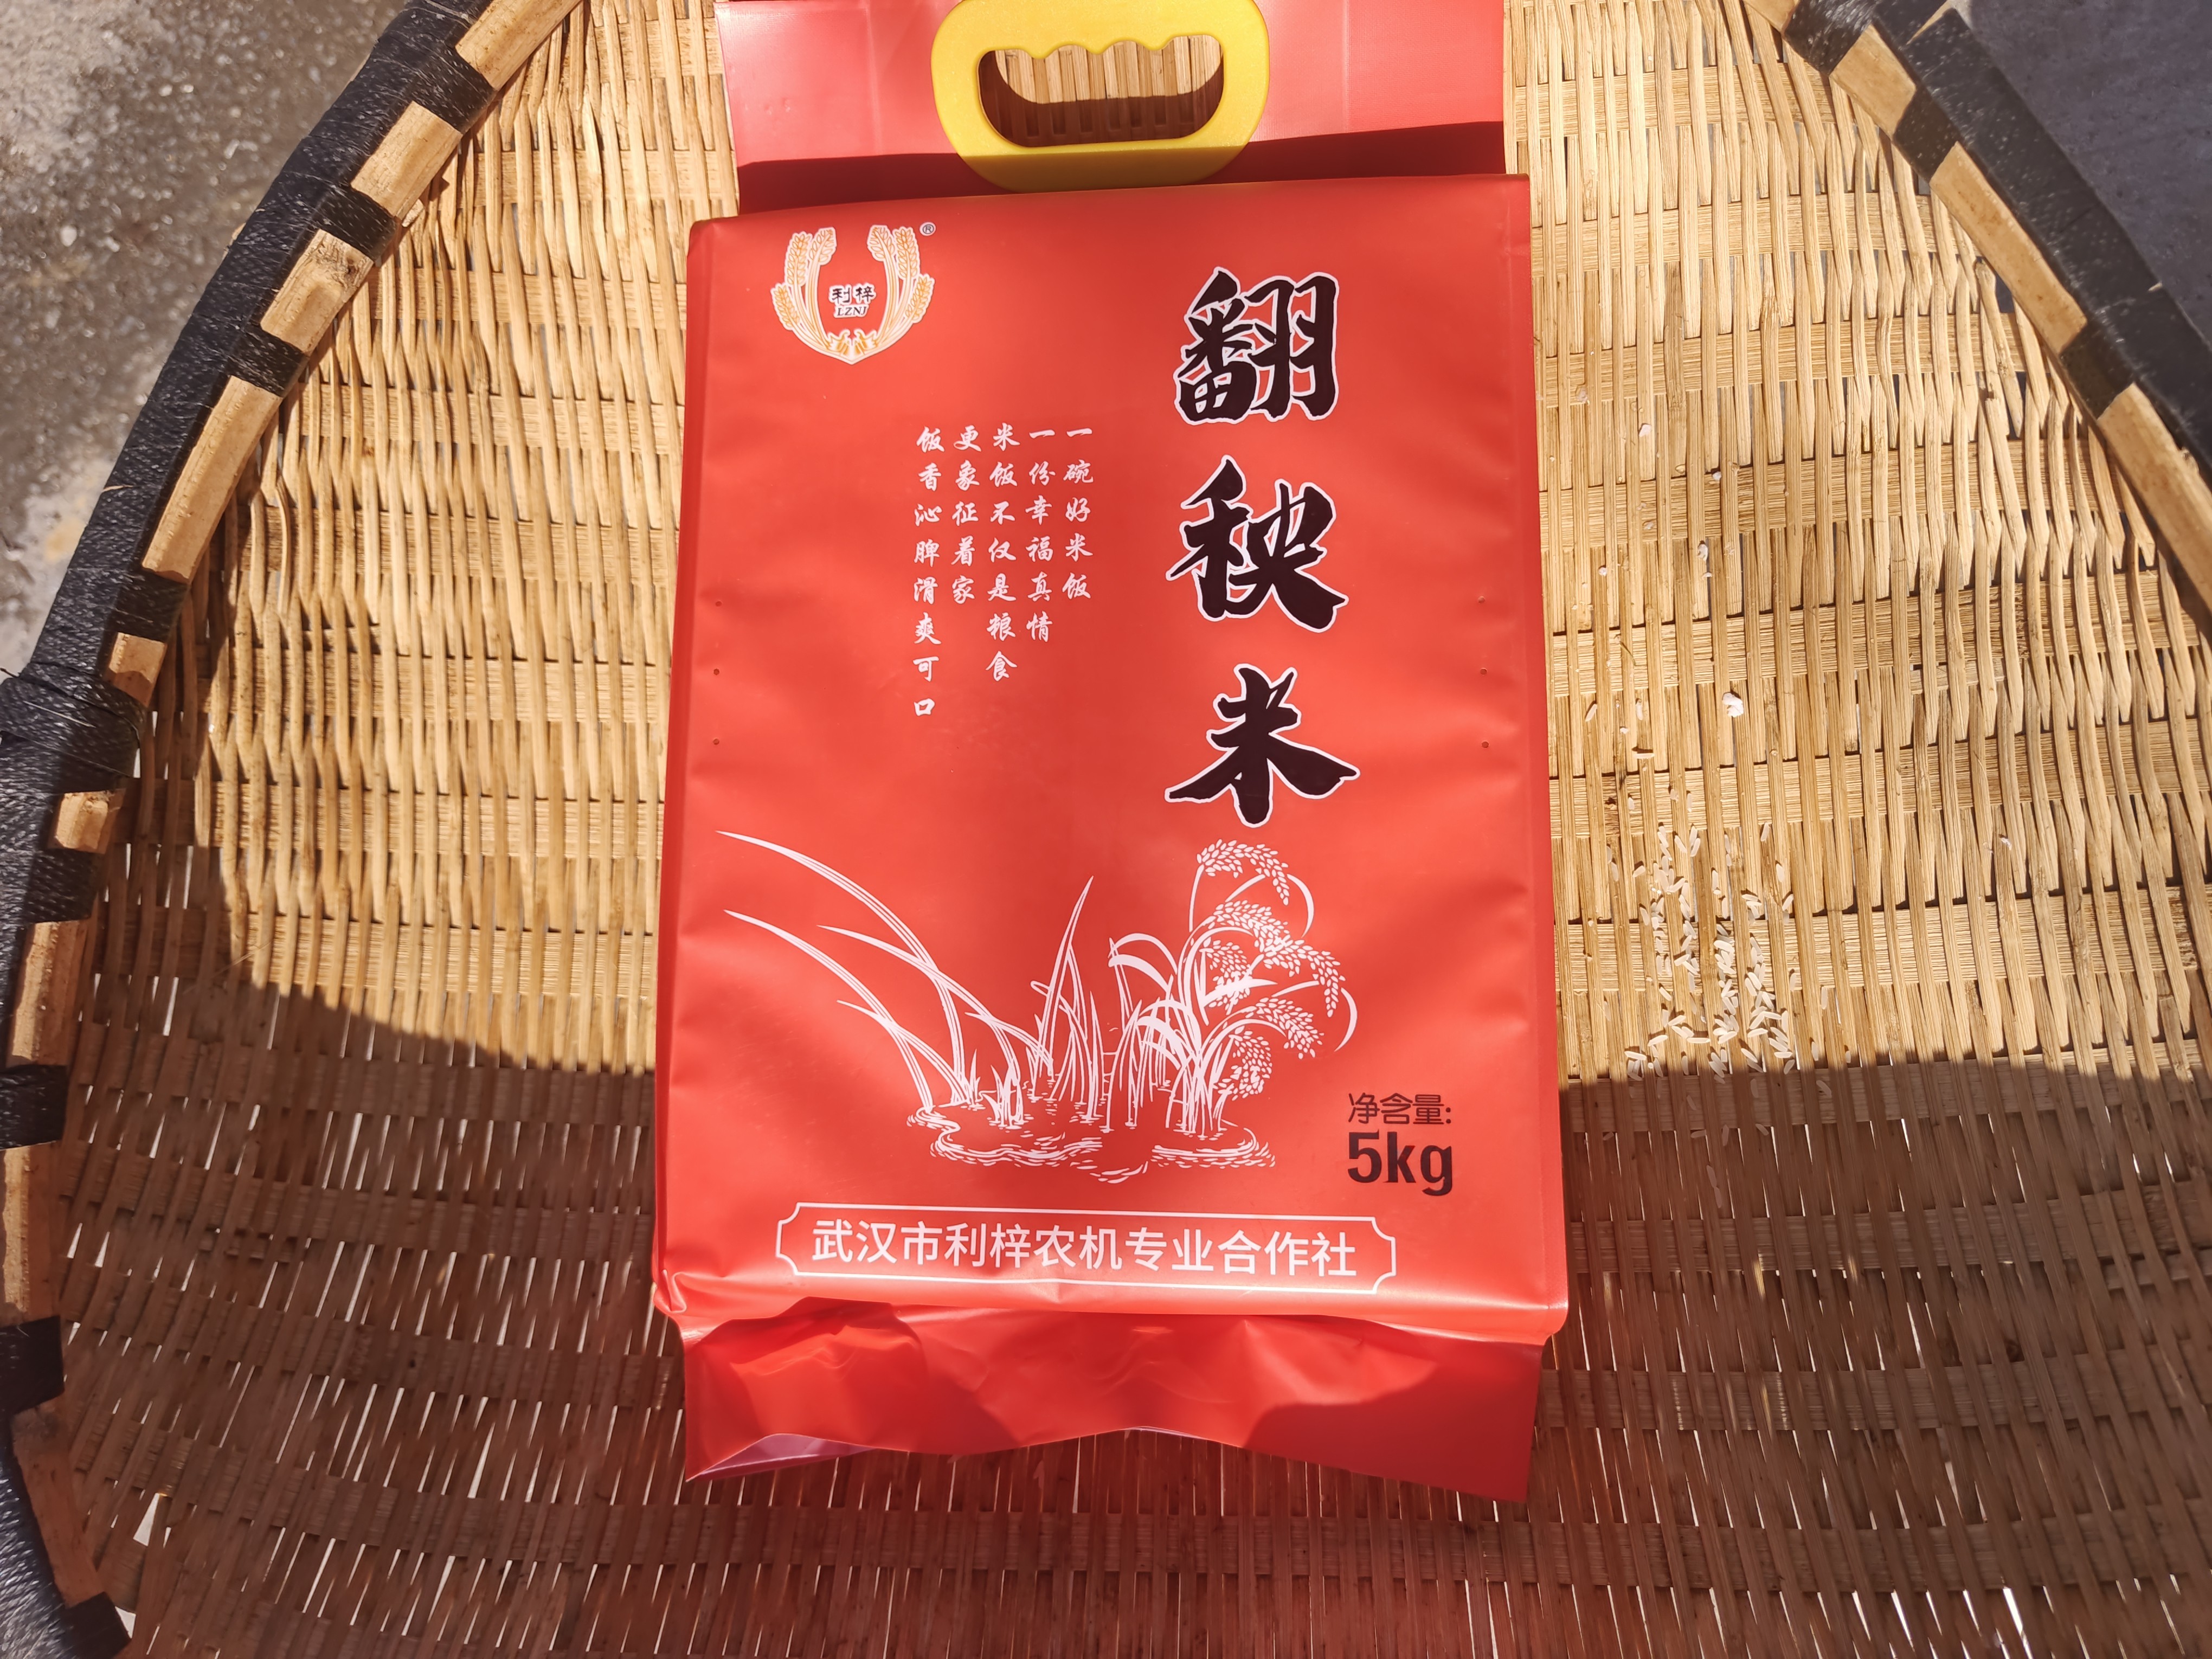 利梓
LZNJ
®
翻秧米
一碗好米饭
一份幸福真情
米饭不仅是粮食
更象征着家
饭香沁脾滑爽可口
净含量:
5kg
武汉市利梓农机专业合作社